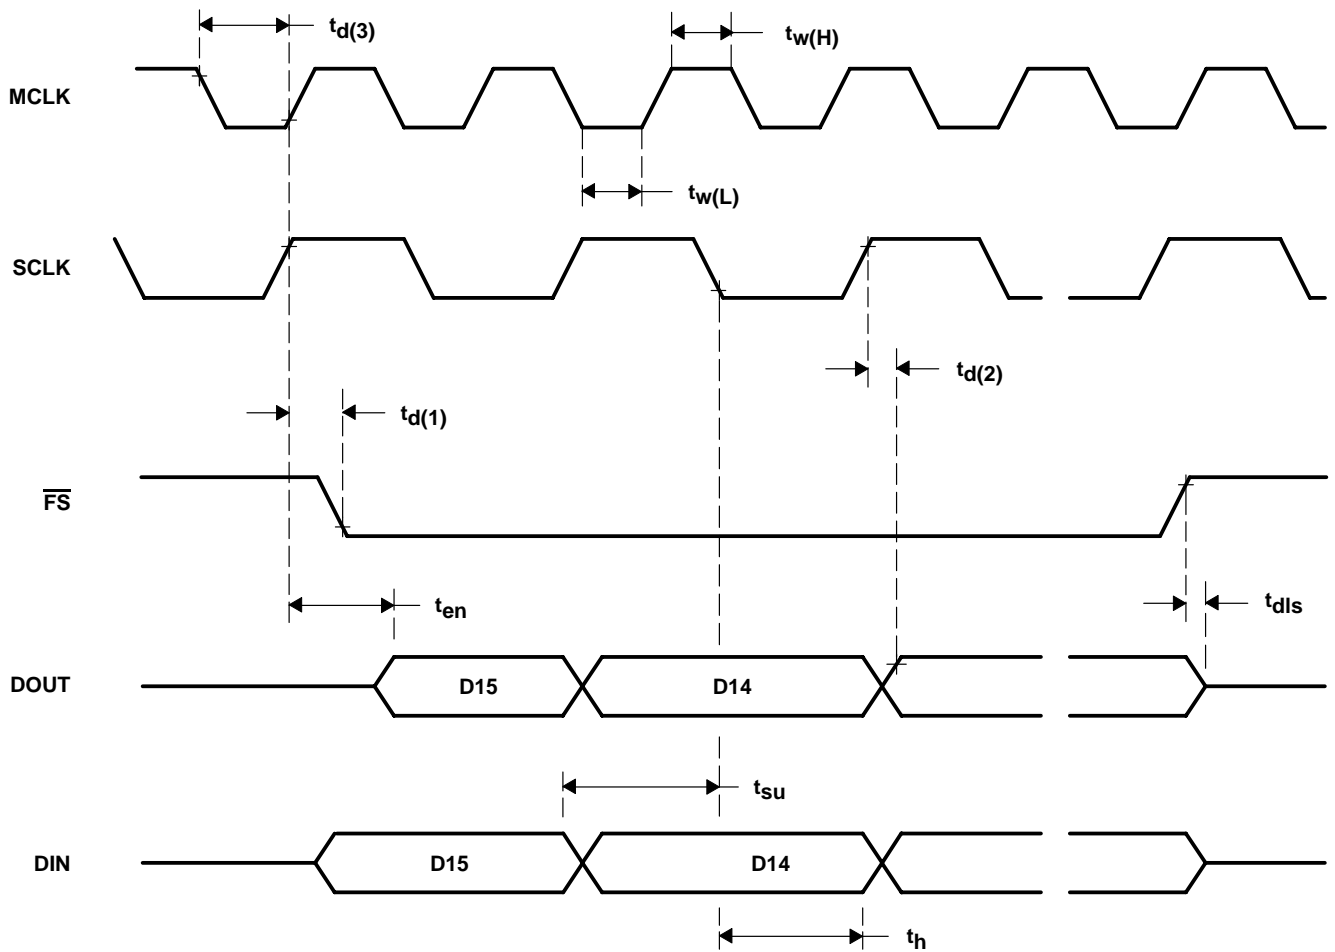 td(3)
tw(H)
MCLK
tw(L)
SCLK
td(2)
td(1)
FS
ten
tdis
DOUT
D15
D14
tsu
DIN
D15
D14
th